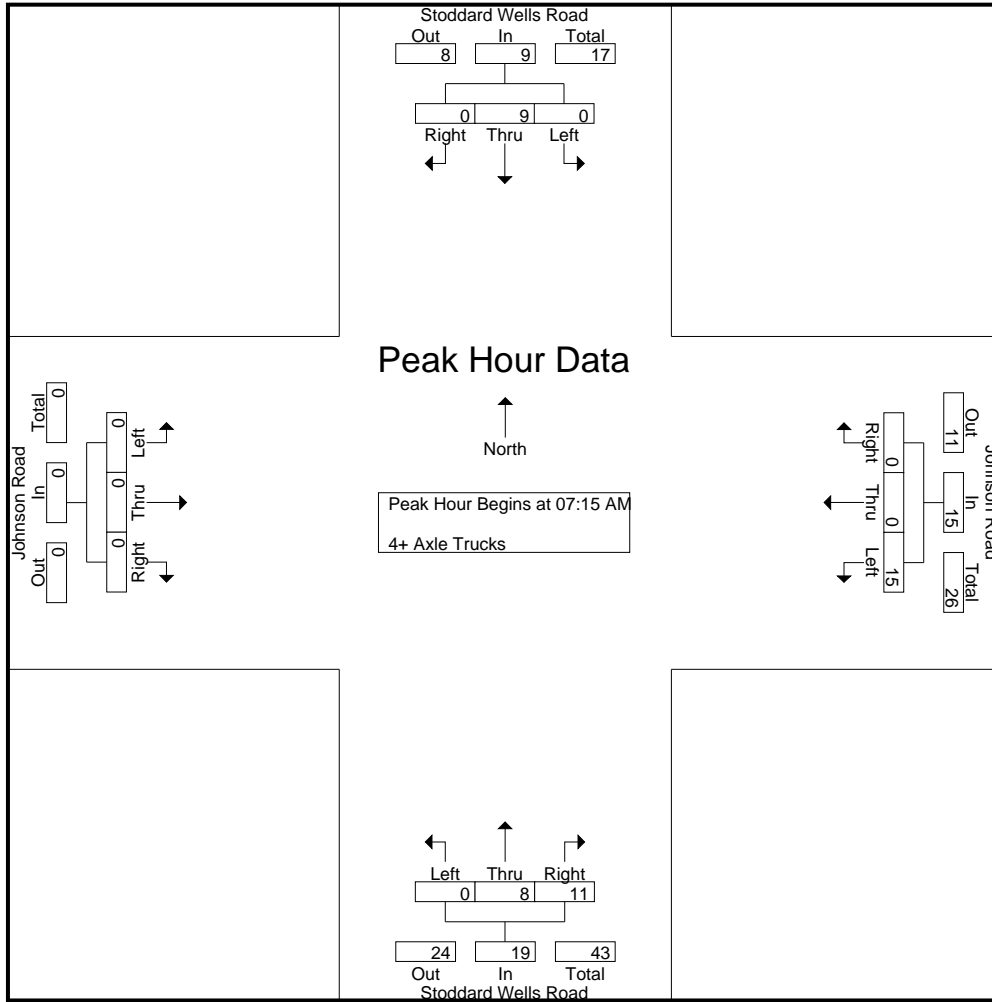 Stoddard Wells Road
Out In Total
8 9 17
0 9 0
Right Thru Left
Peak Hour Data
North
Peak Hour Begins at 07:15 AM
4+ Axle Trucks
Johnson Road
Total In Out
0 0 0
0 0 0
Left Thru Right
Johnson Road
Out In Total
11 15 26
0 0 15
Right Thru Left
Left Thru Right
0 8 11
24 19 43
Out In Total
Stoddard Wells Road